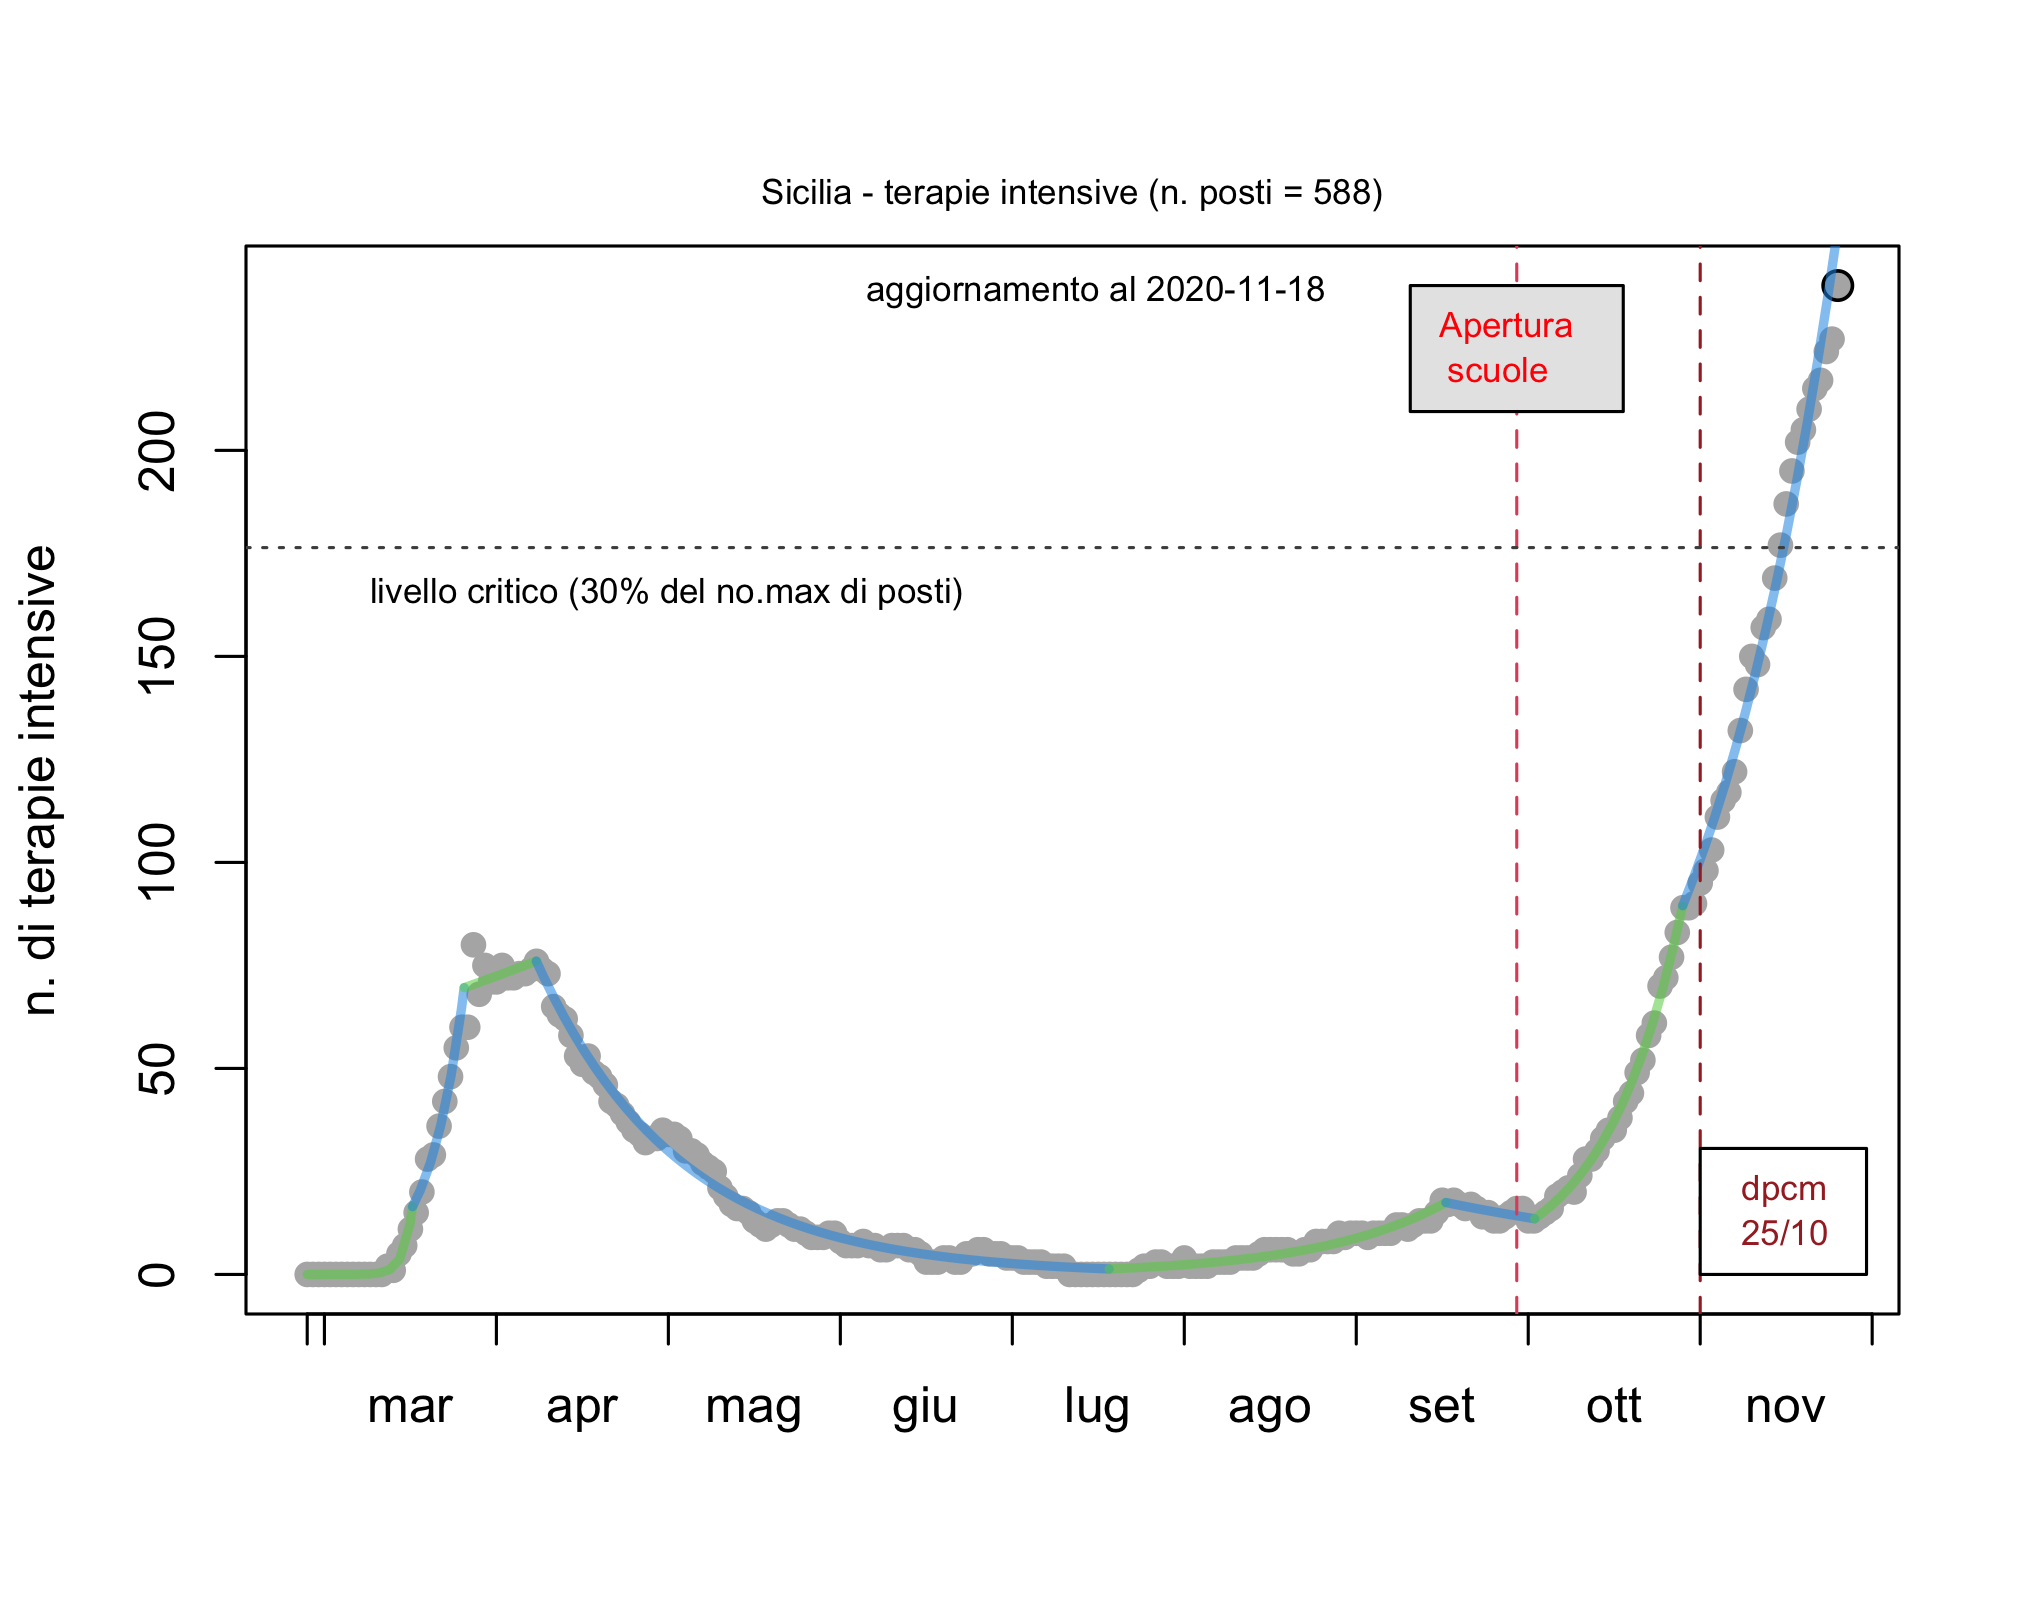 Sicilia - terapie intensive (n. posti = 588)
aggiornamento al 2020-11-18
Apertura
scuole
200
livello critico (30% del no.max di posti)
150
n. di terapie intensive
100
50
dpcm
25/10
0
mar apr mag giu lug ago set ott nov